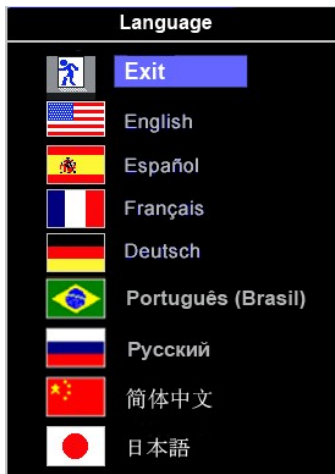 Language
Exit
English
Español
Français
Deutsch
Português (Brasil)
Русский
简体中文
日本語